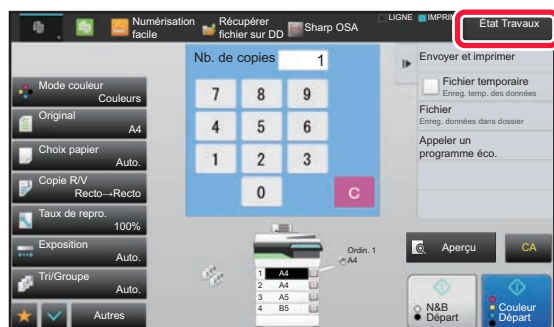 Numérisation
facile
Récupérer
fichier sur DD
Sharp OSA
LIGNE
IMPRIM
État Travaux
Mode couleur
Couleurs
Original
A4
Choix papier
Auto.
Copie R/V
Recto→Recto
Taux de repro.
100%
Exposition
Auto.
Tri/Groupe
Auto.
Autres
Nb. de copies 1
7 8 9
4 5 6
1 2 3
0 C
Ordin. 1
A4
1 A4
2 A4
3 A5
4 B5
Envoyer et imprimer
Fichier temporaire
Enreg. temp. des données
Fichier
Enreg. données dans dossier
Appeler un
programme éco.
Aperçu
CA
N&B
Départ
Couleur
Départ